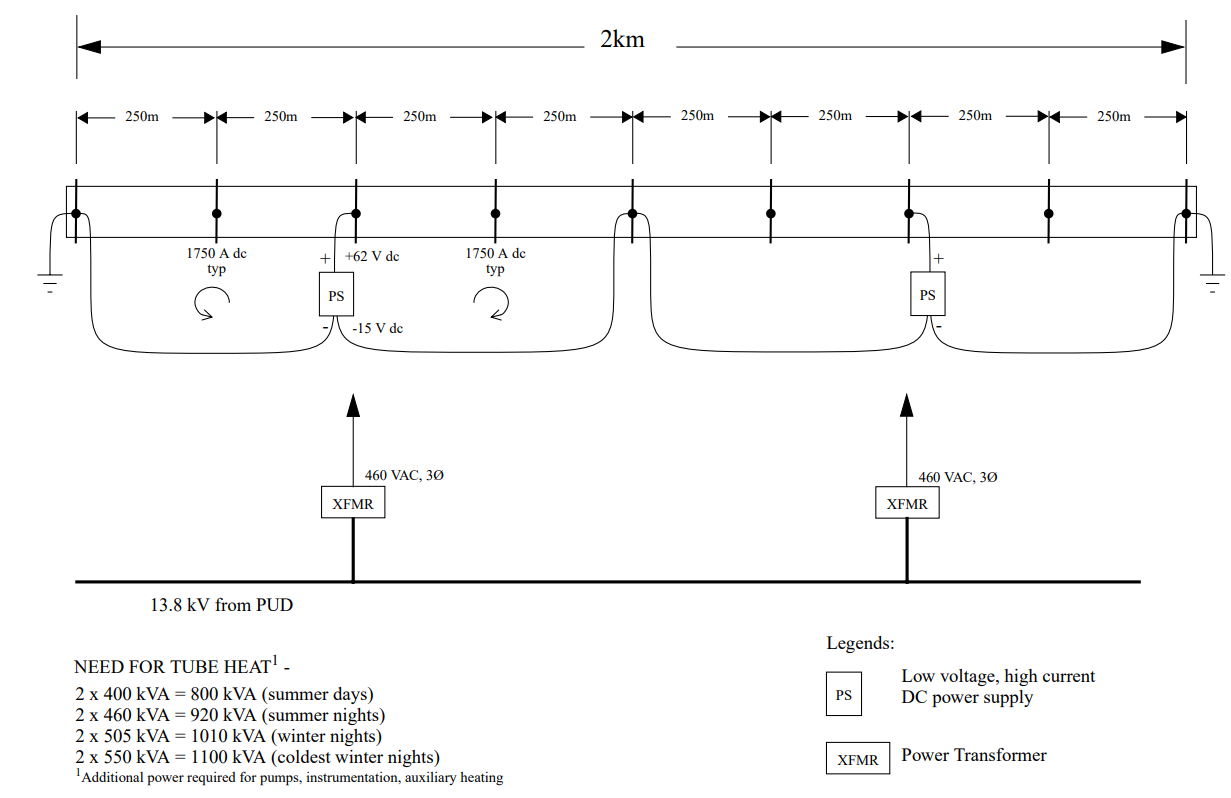 2km
250m 250m 250m 250m 250m 250m 250m 250m
1750 A dc
typ
+ +62 V dc
PS
- -15 V dc
1750 A dc
typ
+
PS
-
460 VAC, 3Ø
XFMR
460 VAC, 3Ø
XFMR
13.8 kV from PUD
NEED FOR TUBE HEAT1 -
2 x 400 kVA = 800 kVA (summer days)
2 x 460 kVA = 920 kVA (summer nights)
2 x 505 kVA = 1010 kVA (winter nights)
2 x 550 kVA = 1100 kVA (coldest winter nights)
1Additional power required for pumps, instrumentation, auxiliary heating
Legends:
PS
Low voltage, high current
DC power supply
XFMR
Power Transformer